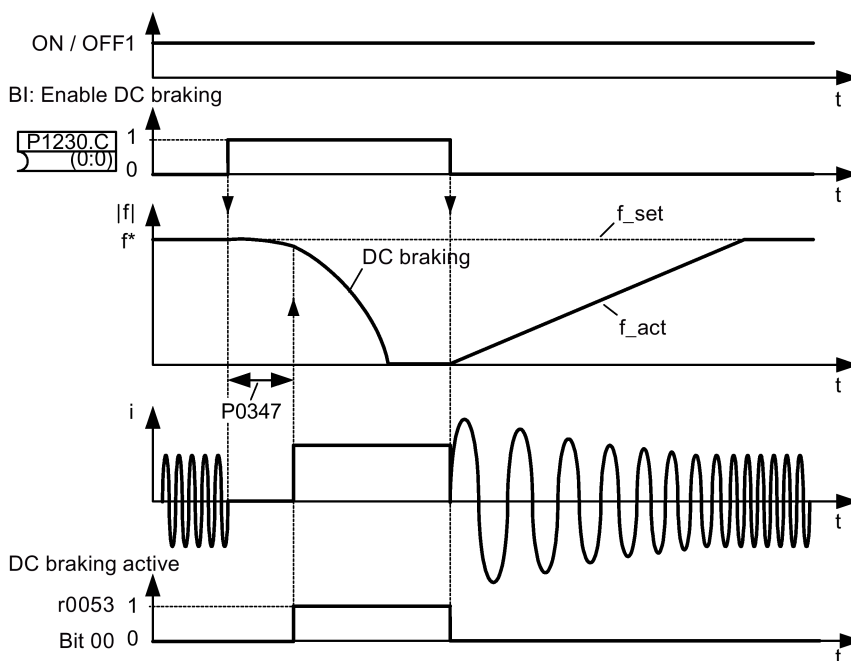 ON / OFF1
t
BI: Enable DC braking
P1230.C
(0:0)
1
0
t
|f|
f*
f_set
DC braking
f_act
t
P0347
i
t
DC braking active
r0053 1
Bit 00 0
t